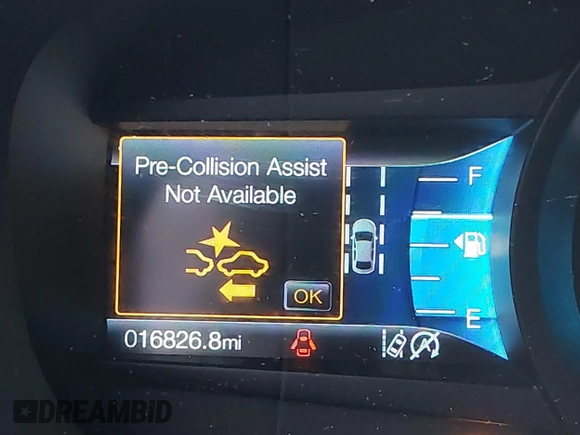 Pre-Collision Assist
Not Available
OK
F
E
016826.8mi
DREAMBID